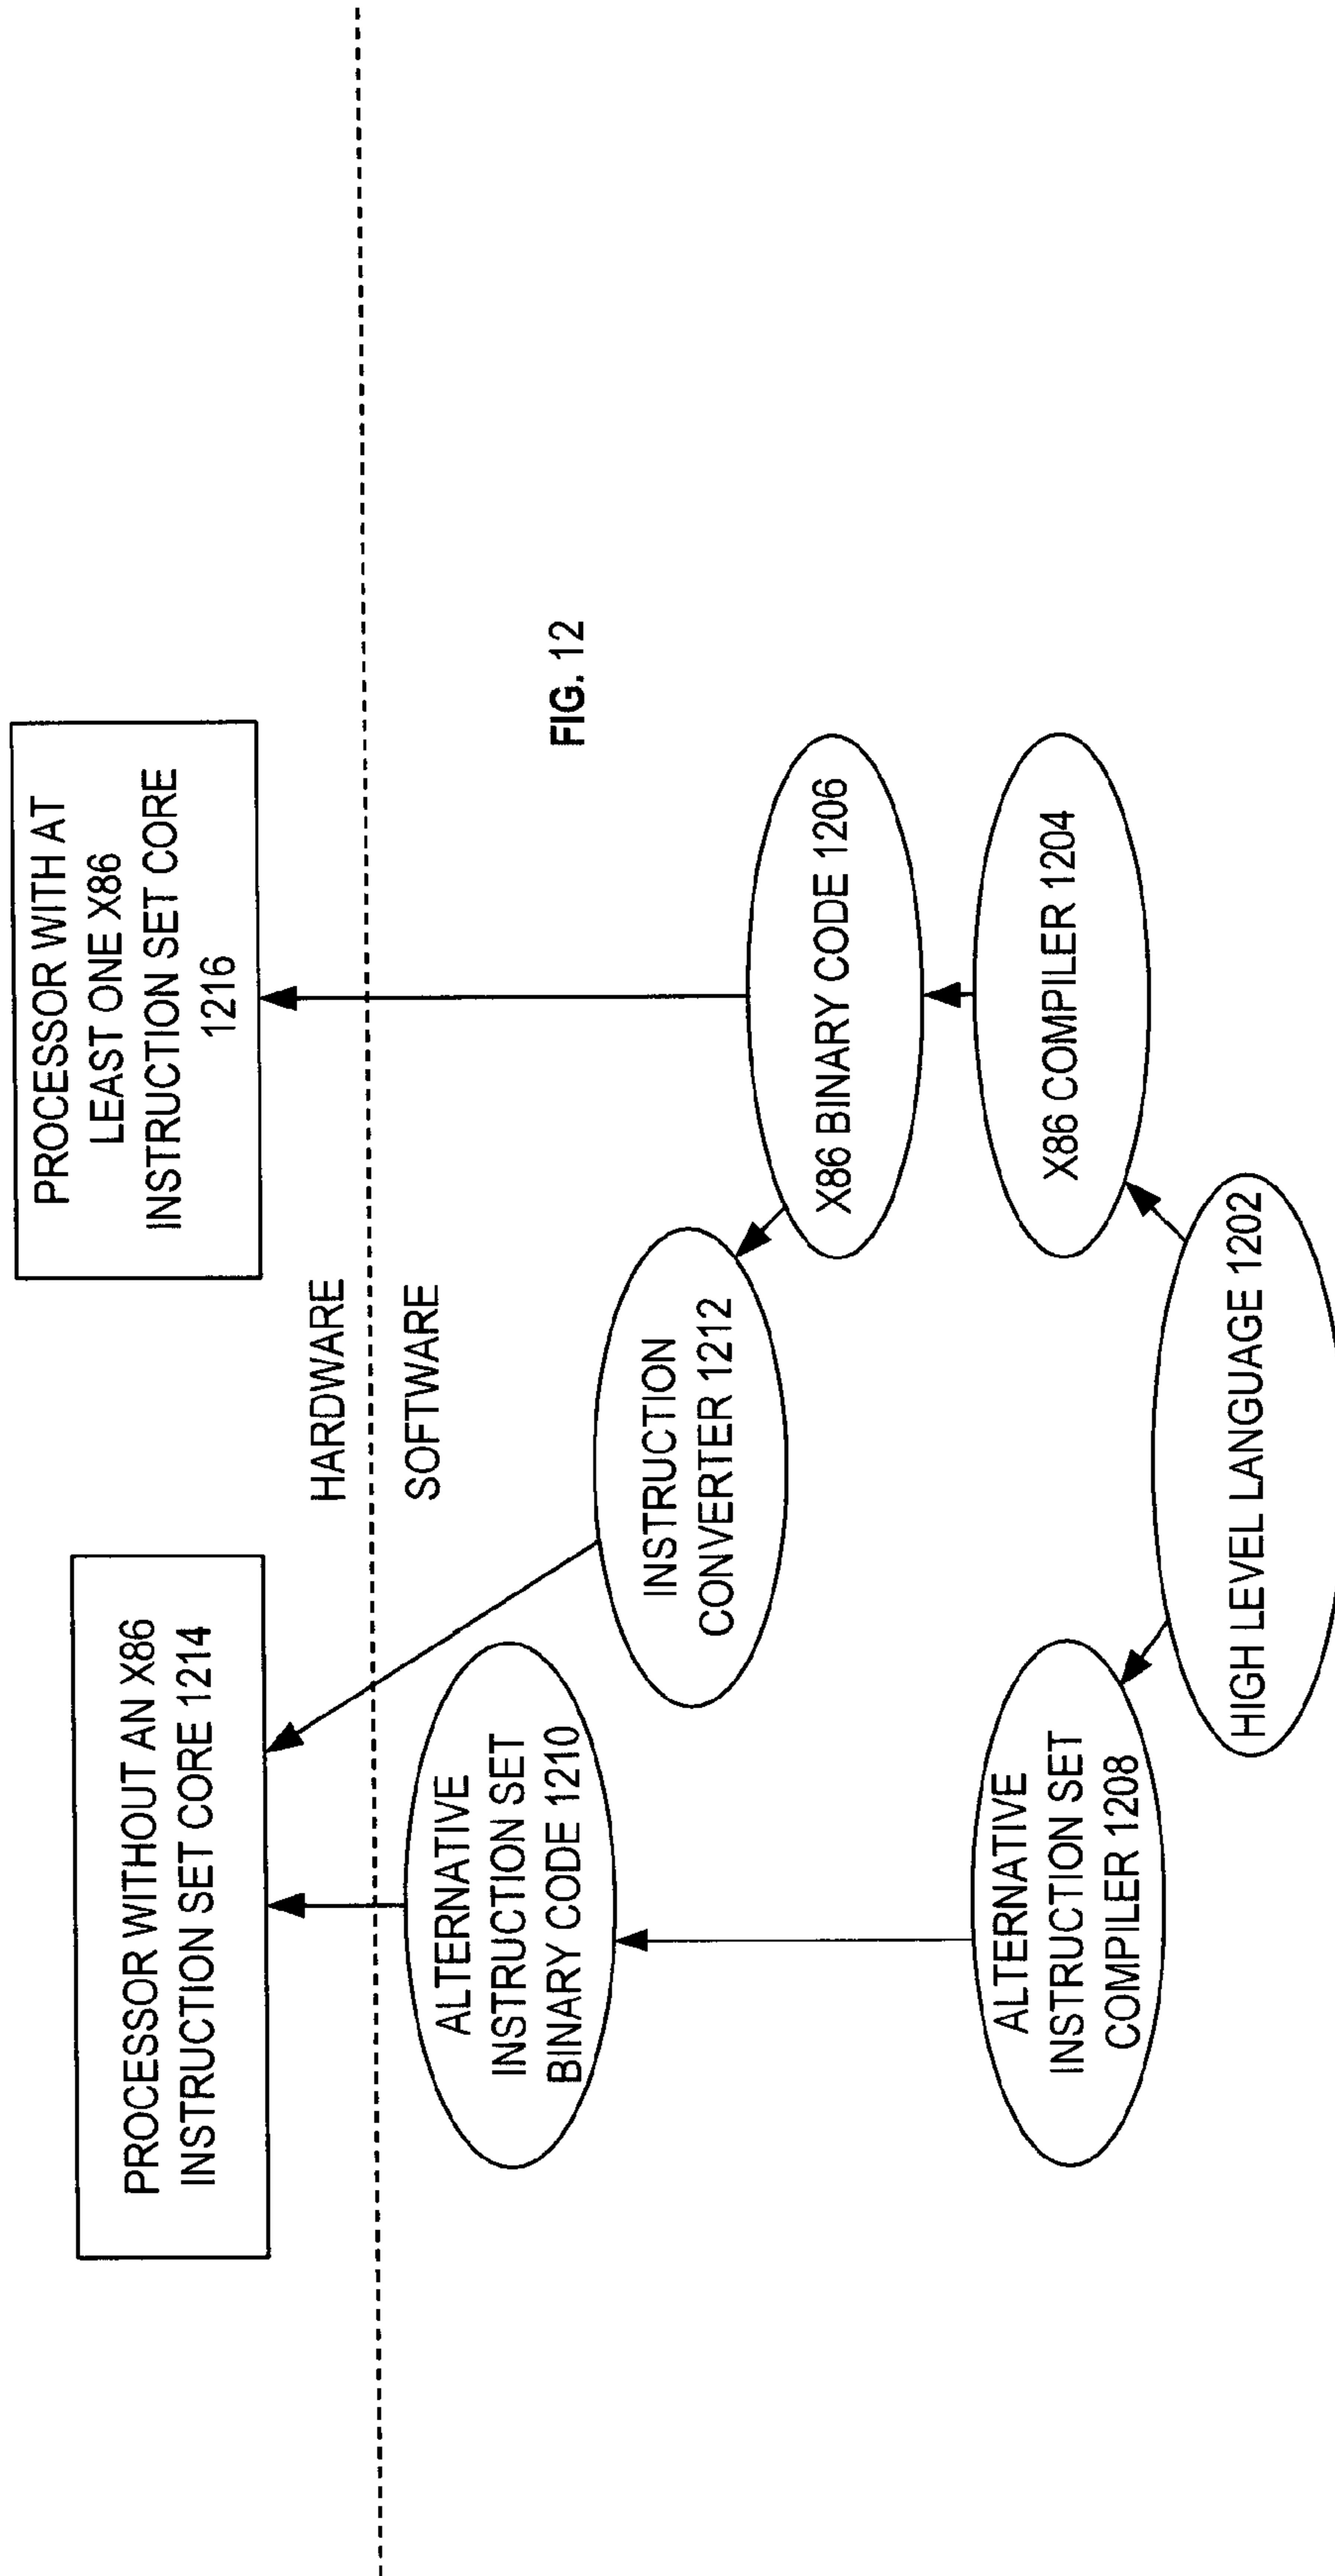 PROCESSOR WITHOUT AN X86
INSTRUCTION SET CORE 1214
PROCESSOR WITH AT
LEAST ONE X86
INSTRUCTION SET CORE
1216
HARDWARE
SOFTWARE
ALTERNATIVE
INSTRUCTION SET
BINARY CODE 1210
INSTRUCTION
CONVERTER 1212
FIG. 12
X86 BINARY CODE 1206
ALTERNATIVE
INSTRUCTION SET
COMPILER 1208
X86 COMPILER 1204
HIGH LEVEL LANGUAGE 1202